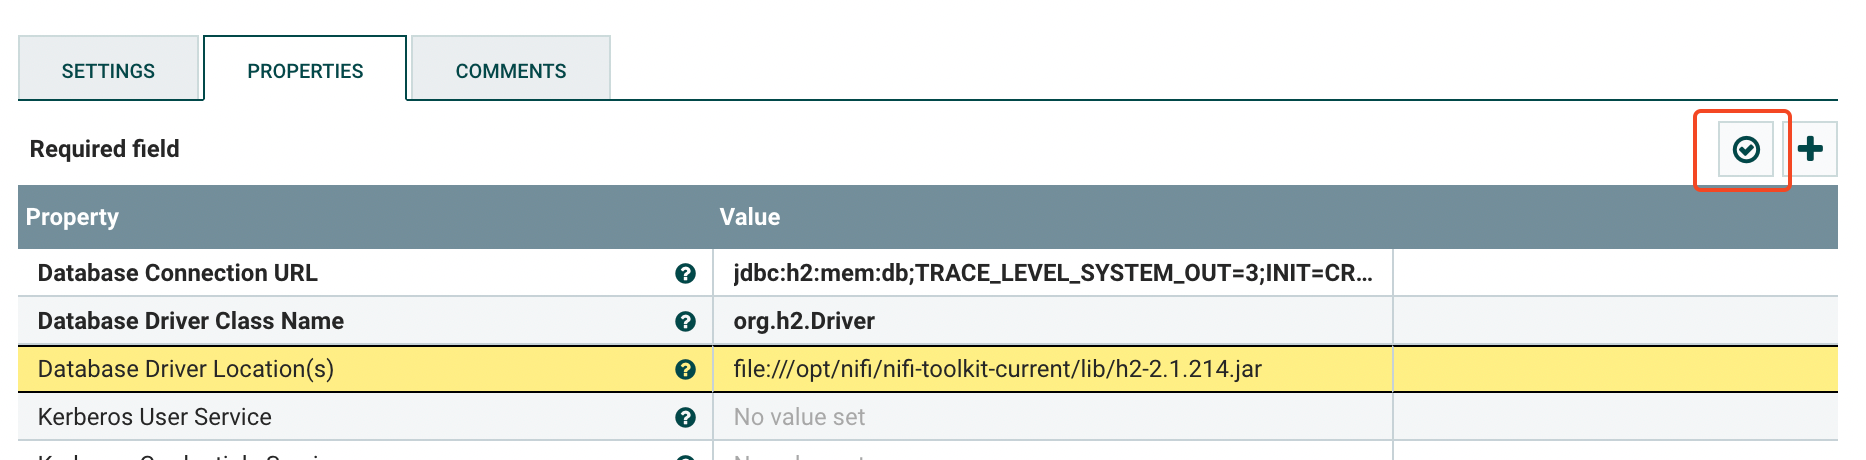 SETTINGS PROPERTIES COMMENTS
Required field
Property Value
Database Connection URL jdbc:h2:mem:db;TRACE_LEVEL_SYSTEM_OUT=3;INIT=CR...
Database Driver Class Name org.h2.Driver
Database Driver Location(s) file:///opt/nifi/nifi-toolkit-current/lib/h2-2.1.214.jar
Kerberos User Service No value set